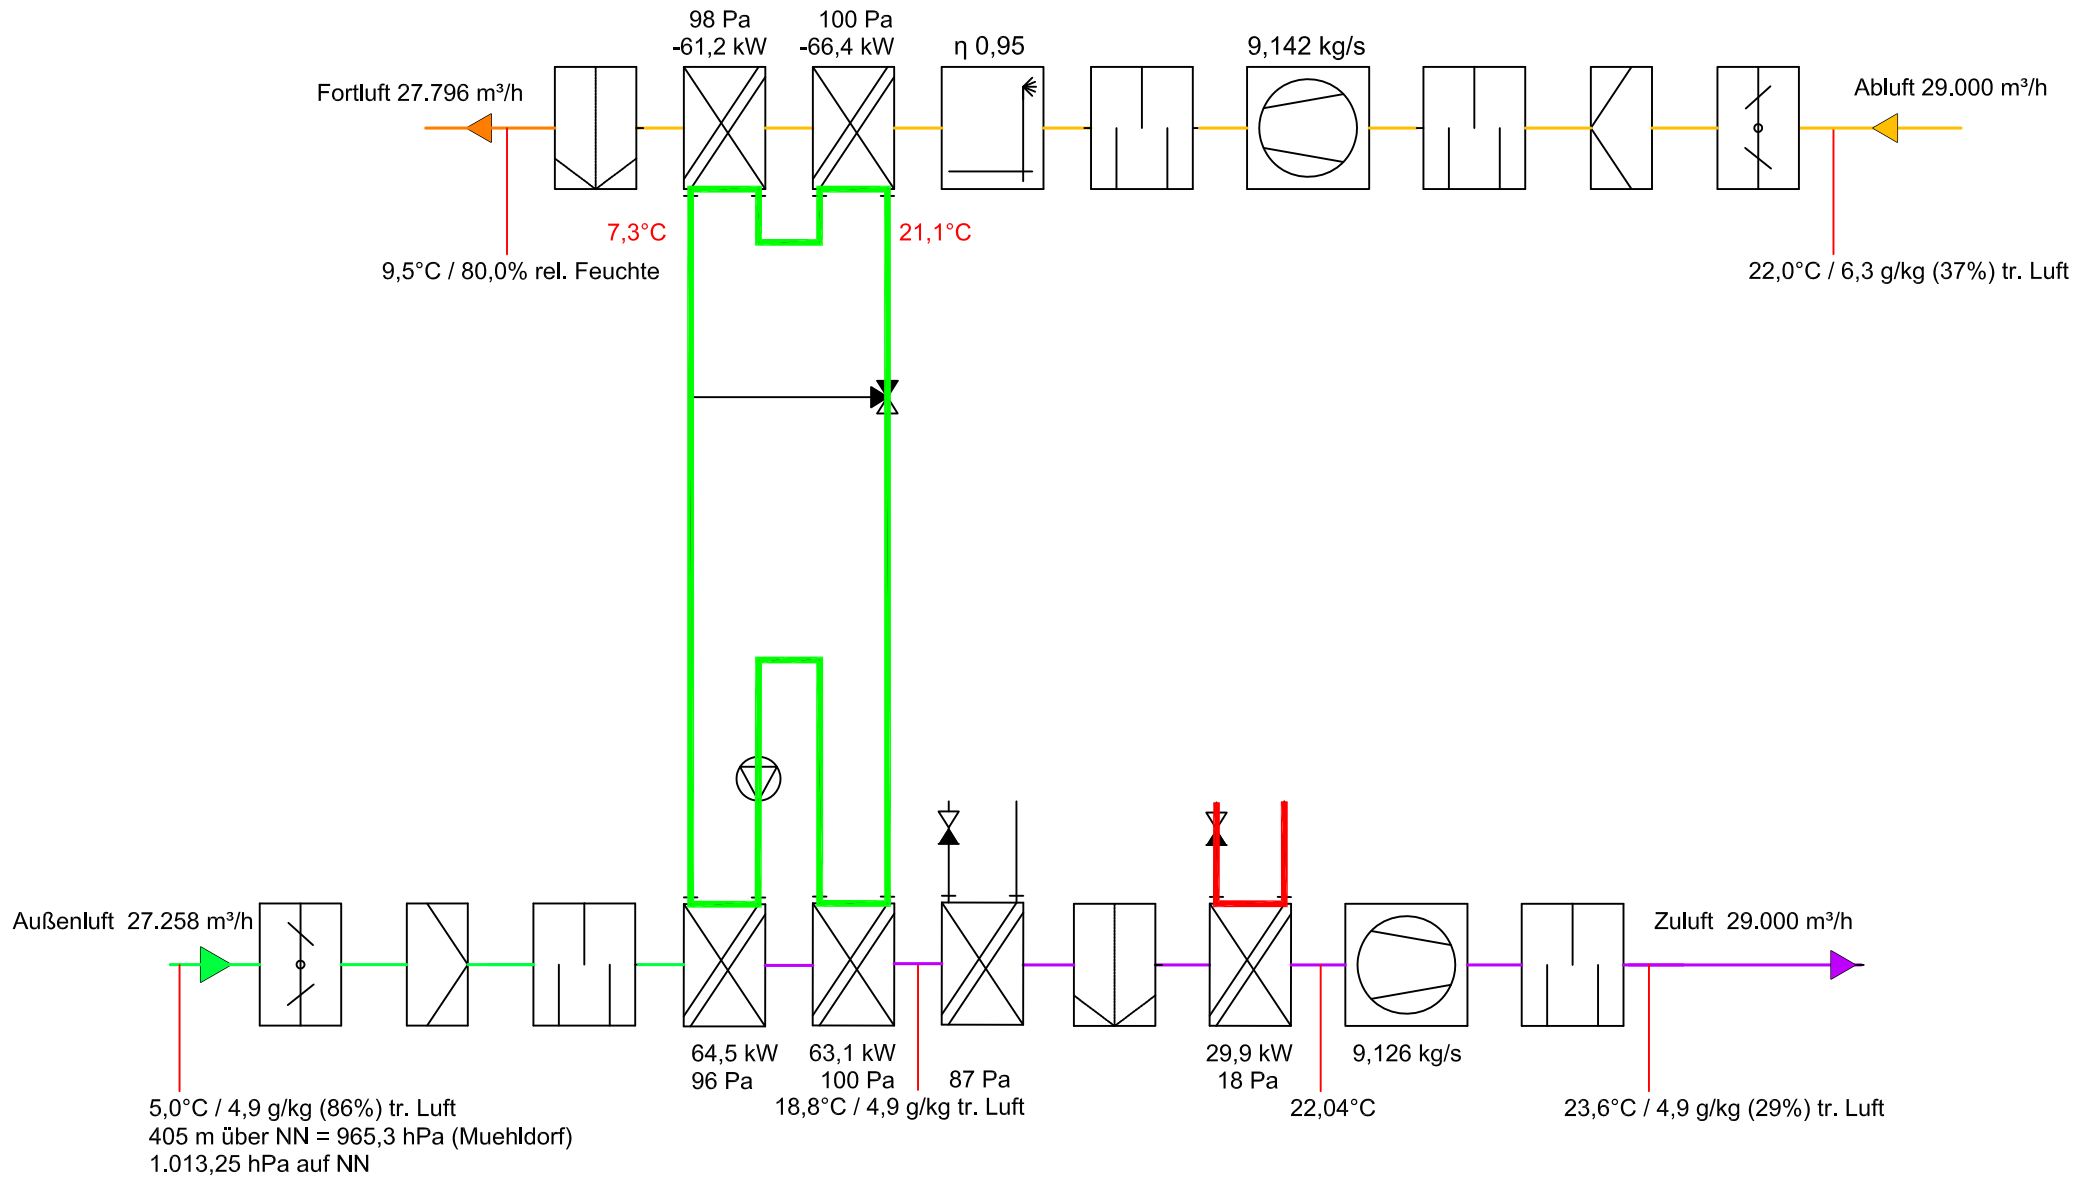 98 Pa
-61,2 kW
100 Pa
-66,4 kW
η 0,95
9,142 kg/s
Fortluft 27.796 m³/h
Abluft 29.000 m³/h
7,3°C
21,1°C
9,5°C / 80,0% rel. Feuchte
22,0°C / 6,3 g/kg (37%) tr. Luft
Außenluft  27.258 m³/h
Zuluft  29.000 m³/h
64,5 kW
96 Pa
63,1 kW
100 Pa
87 Pa
29,9 kW
18 Pa
9,126 kg/s
5,0°C / 4,9 g/kg (86%) tr. Luft
405 m über NN = 965,3 hPa (Muehldorf)
1.013,25 hPa auf NN
18,8°C / 4,9 g/kg tr. Luft
22,04°C
23,6°C / 4,9 g/kg (29%) tr. Luft